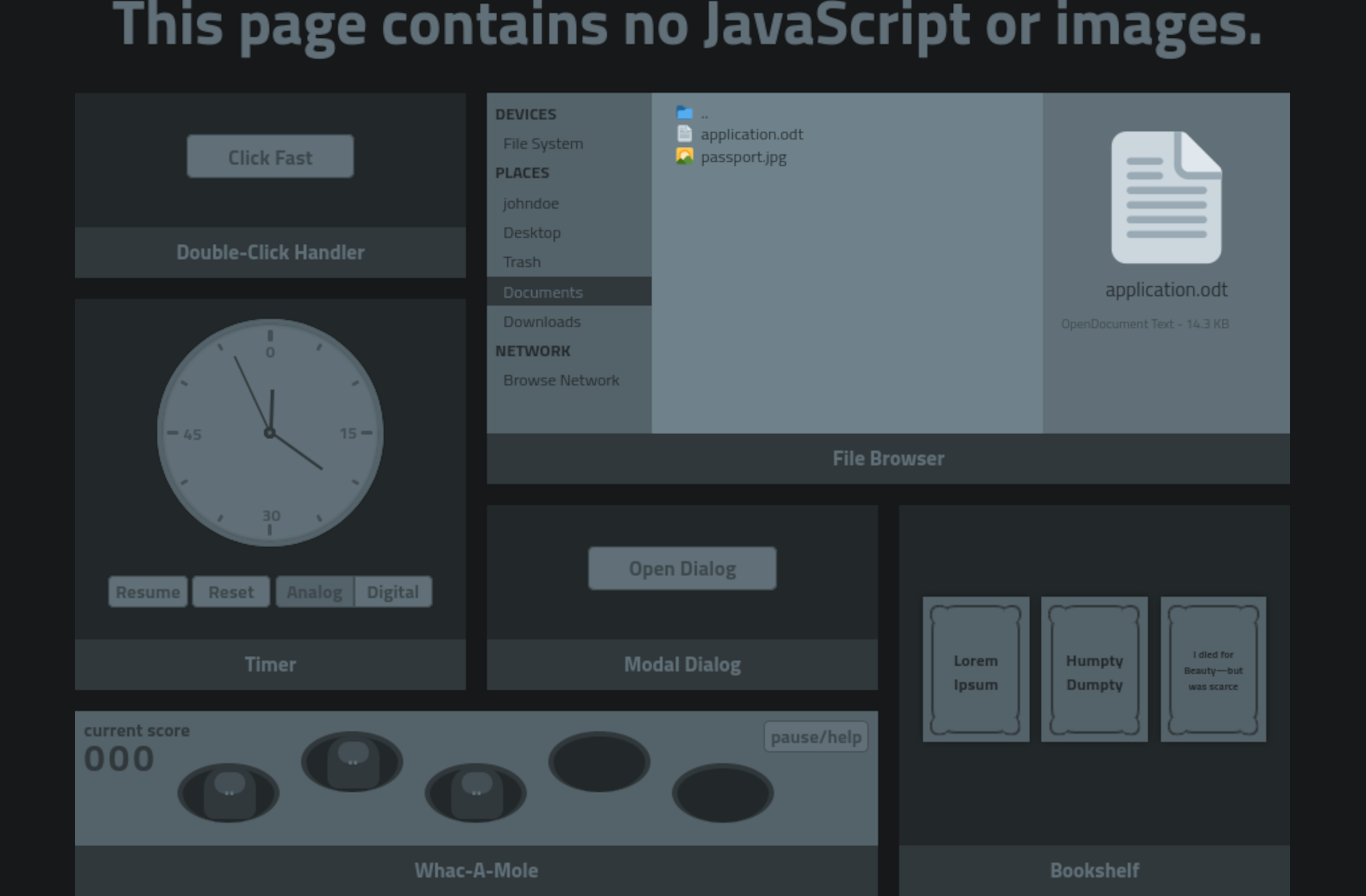 This page contains no JavaScript or images.
Click Fast
Double-Click Handler
DEVICES
File System
PLACES
johndoe
Desktop
Trash
Documents
Downloads
NETWORK
Browse Network
..
application.odt
passport.jpg
application.odt
OpenDocument Text - 14.3 KB
File Browser
0
45
15
30
Resume Reset Analog Digital
Timer
Open Dialog
Modal Dialog
Lorem
Ipsum
Humpty
Dumpty
I died for
Beauty—but
was scarce
current score
000
pause/help
Whac-A-Mole
Bookshelf